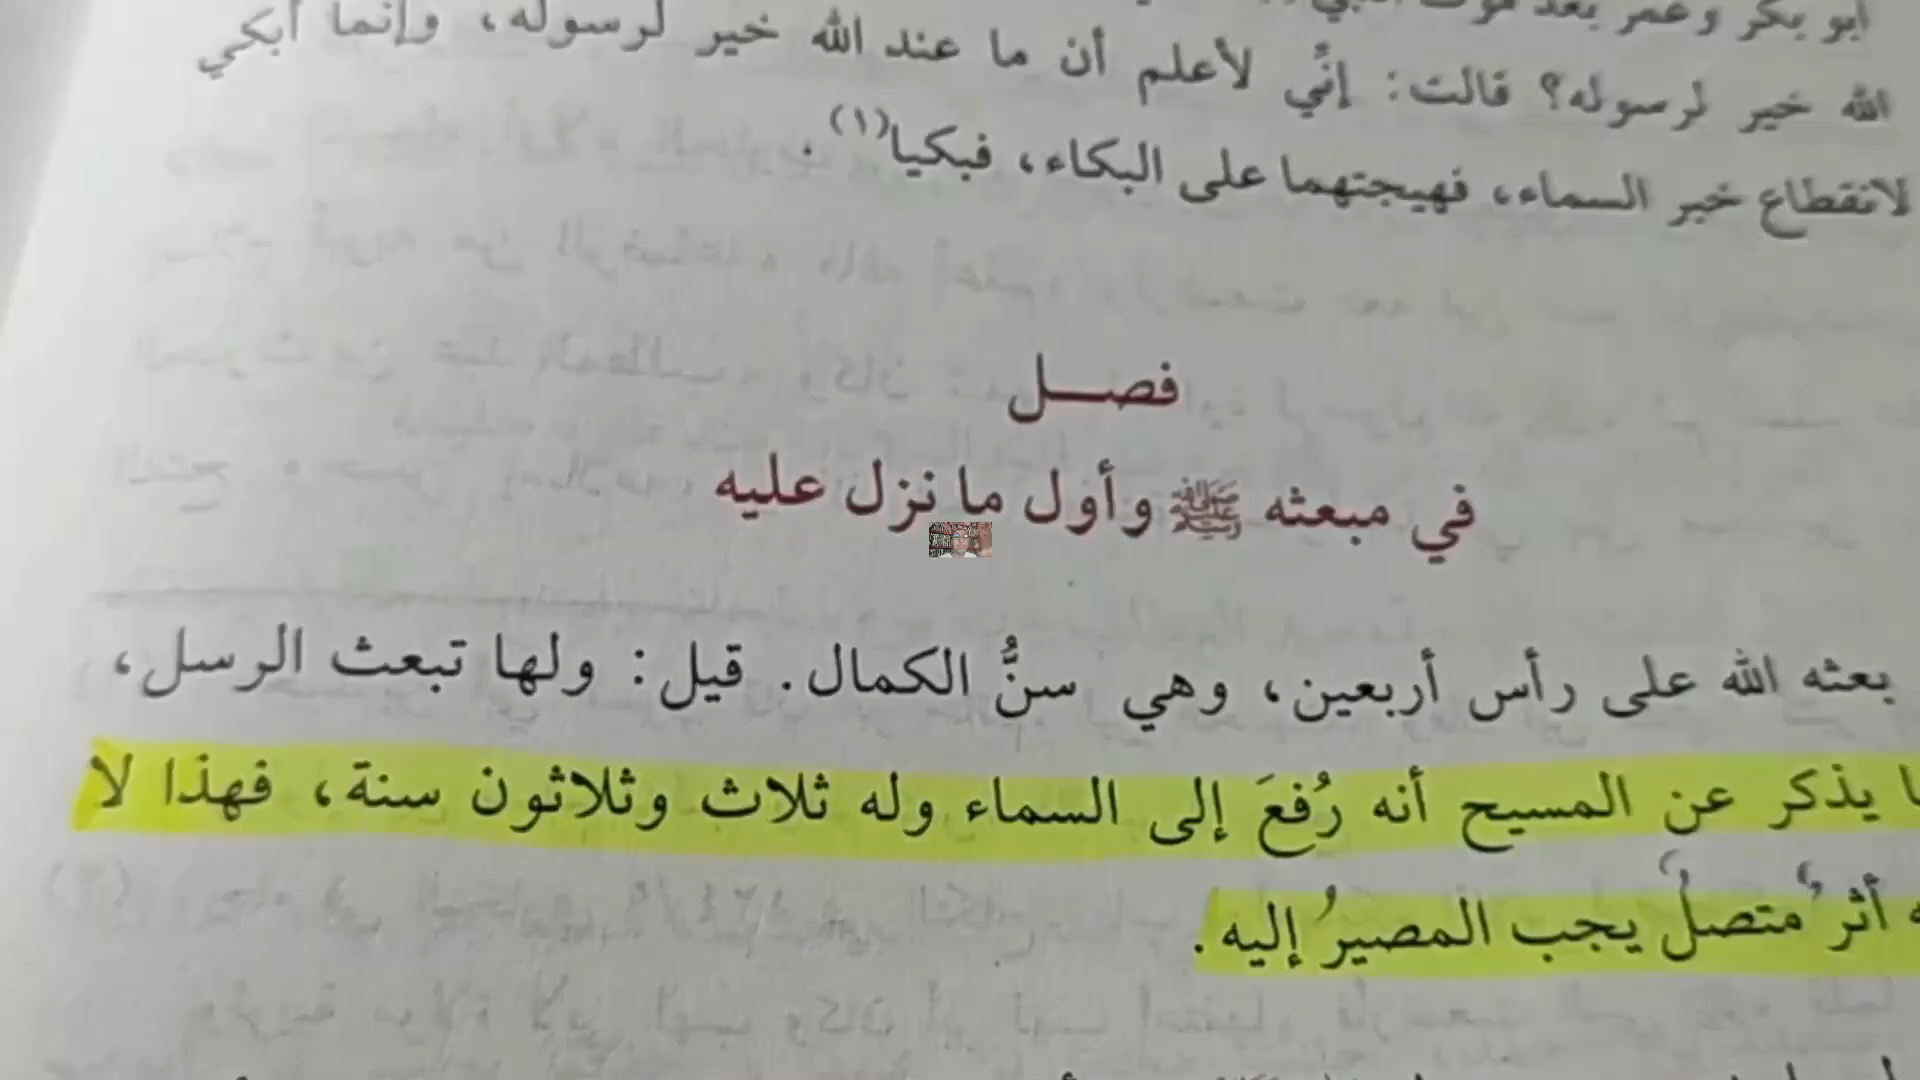 أبو بكر وعمر بعد موت النبي
الله خير لرسوله؟ قالت: إنِّي لأعلم أن ما عند الله خير لرسوله، وإنما أبكي
لانقطاع خبر السماء، فهيجتهما على البكاء، فبكيا(١).
فصـــل
في مبعثه ﷺ وأول ما نزل عليه
بعثه الله على رأس أربعين، وهي سنُّ الكمال. قيل: ولها تبعث الرسل،
يذكر عن المسيح أنه رُفعَ إلى السماء وله ثلاث وثلاثون سنة، فهذا لا
أثرٌ متصلٌ يجب المصيرُ إليه.